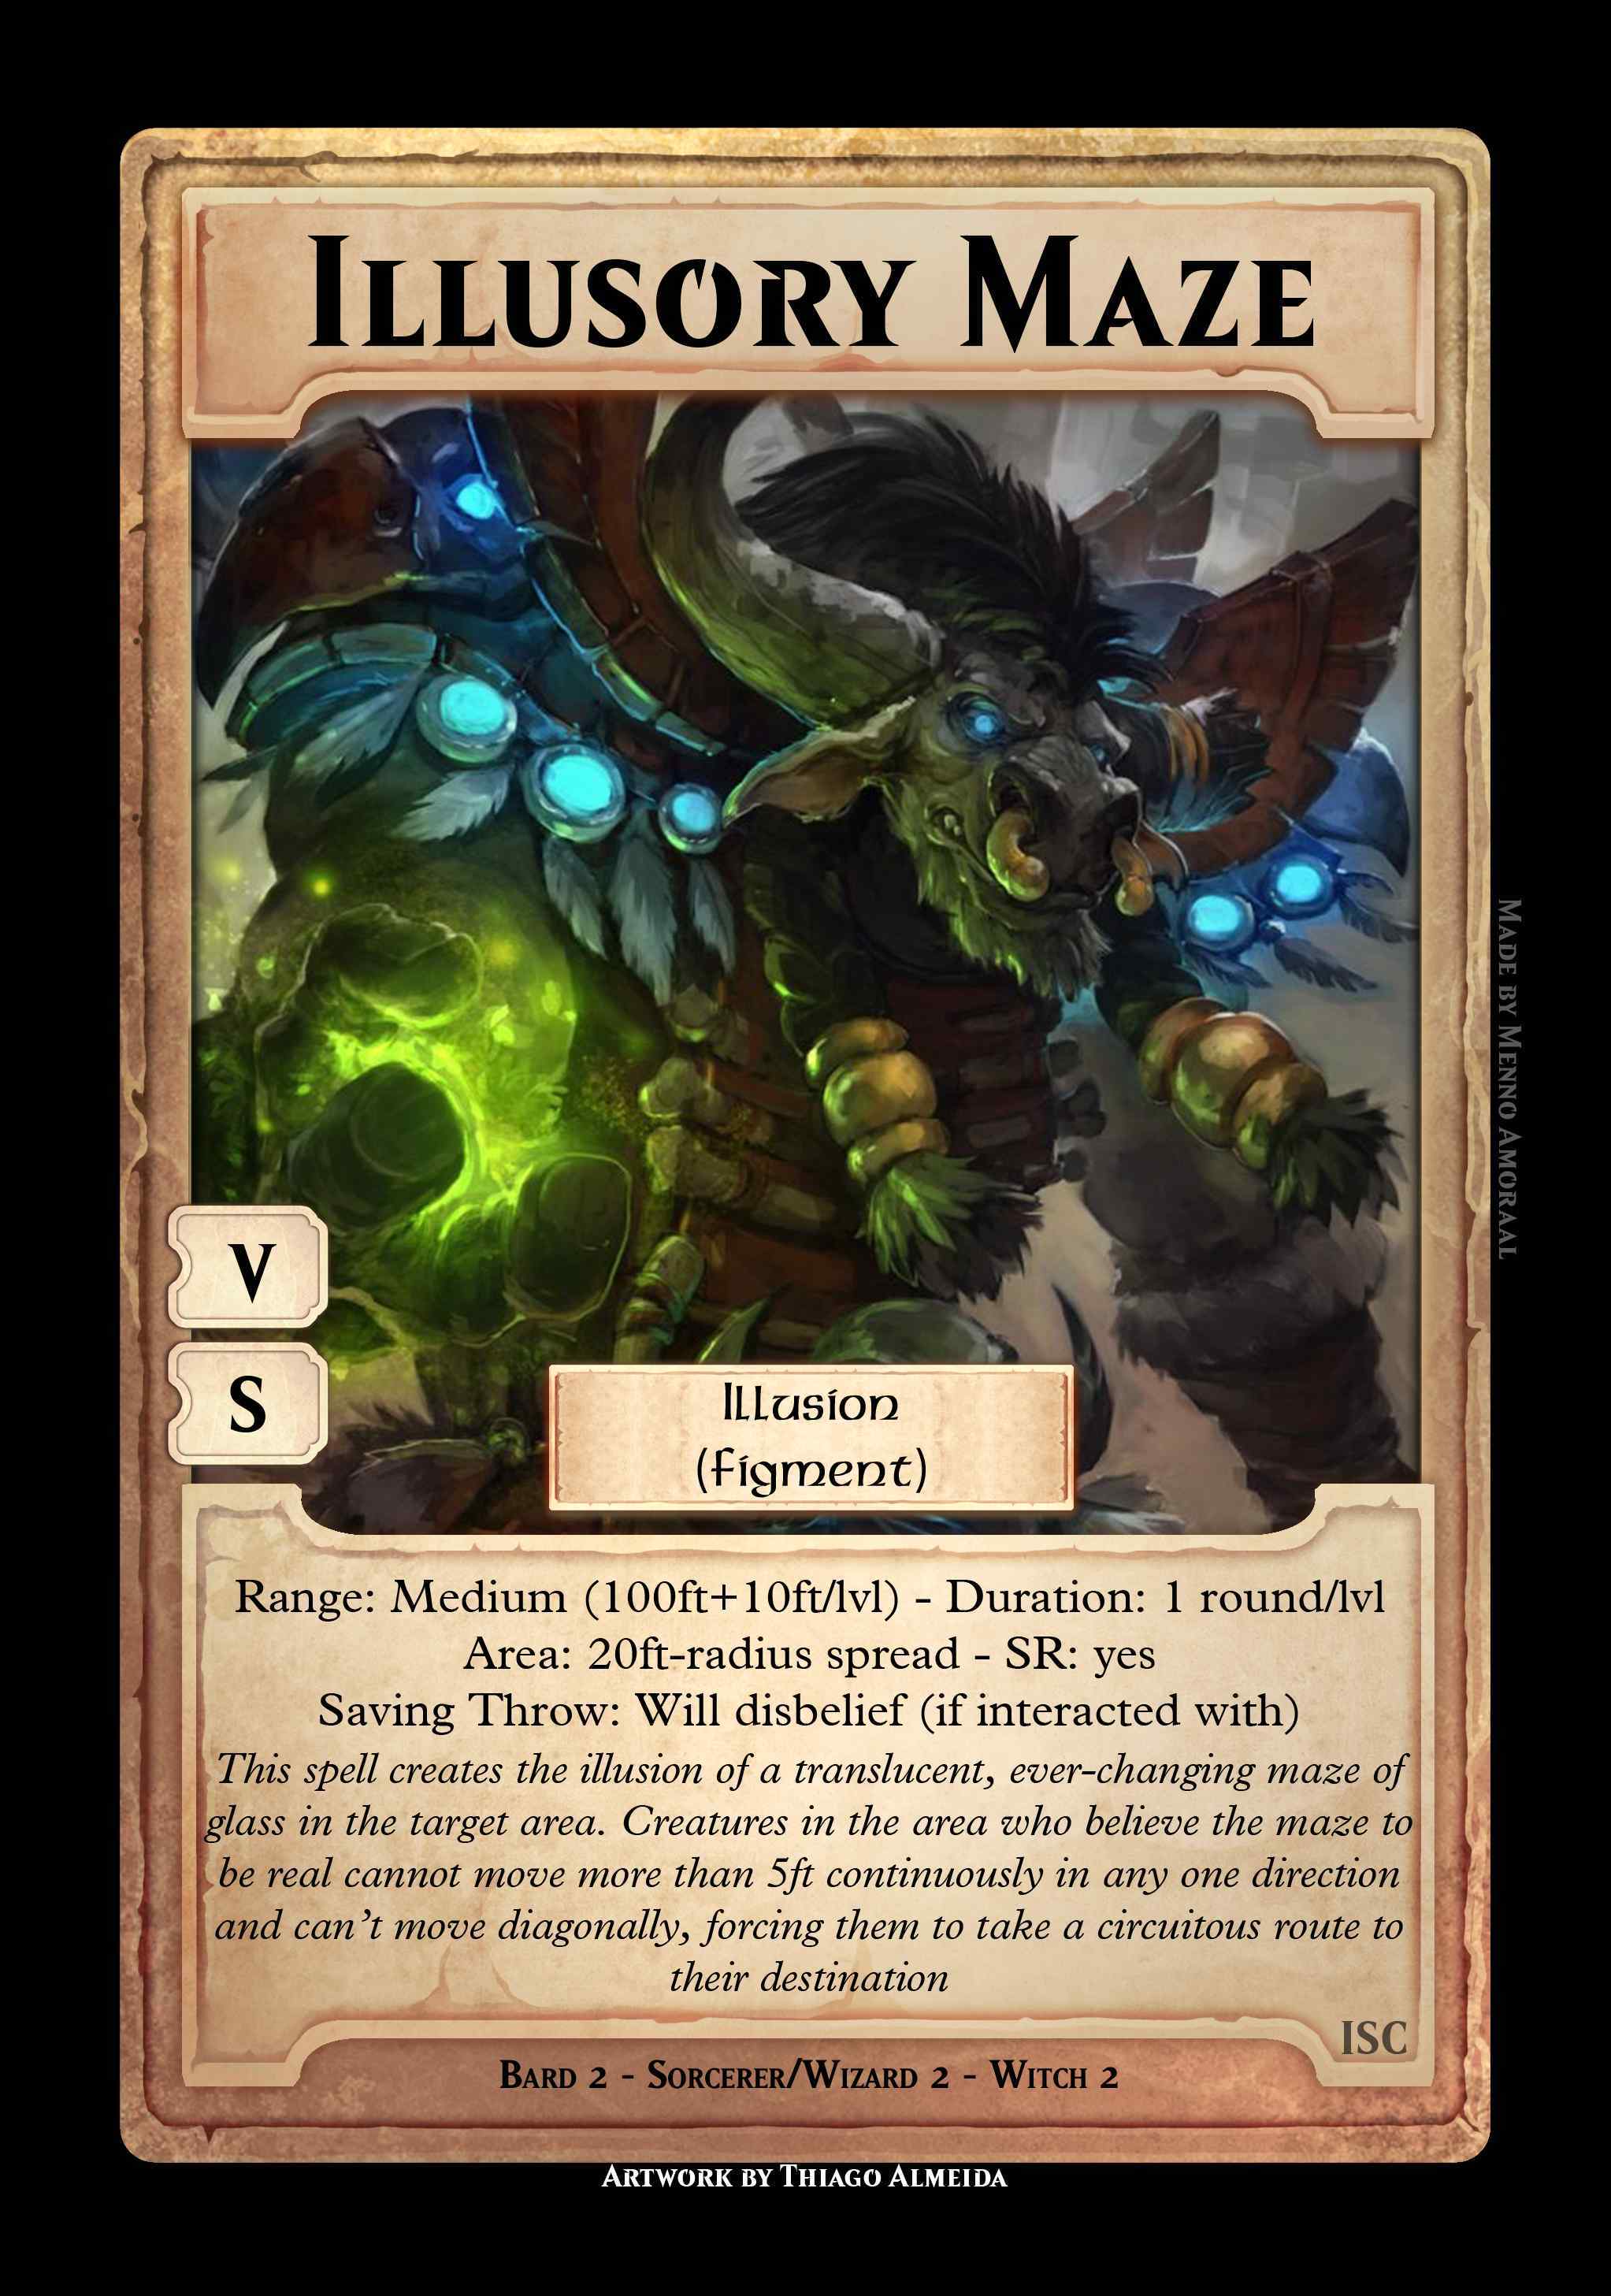 Illusory Maze
Made by Menno Amoraal
V
S
Illusion
(Figment)
Range: Medium (100ft+10ft/lvl) - Duration: 1 round/lvl
Area: 20ft-radius spread - SR: yes
Saving Throw: Will disbelief (if interacted with)
This spell creates the illusion of a translucent, ever-changing maze of
glass in the target area. Creatures in the area who believe the maze to
be real cannot move more than 5ft continuously in any one direction
and can't move diagonally, forcing them to take a circuitous route to
their destination
ISC
Bard 2 - Sorcerer/Wizard 2 - Witch 2
Artwork by Thiago Almeida